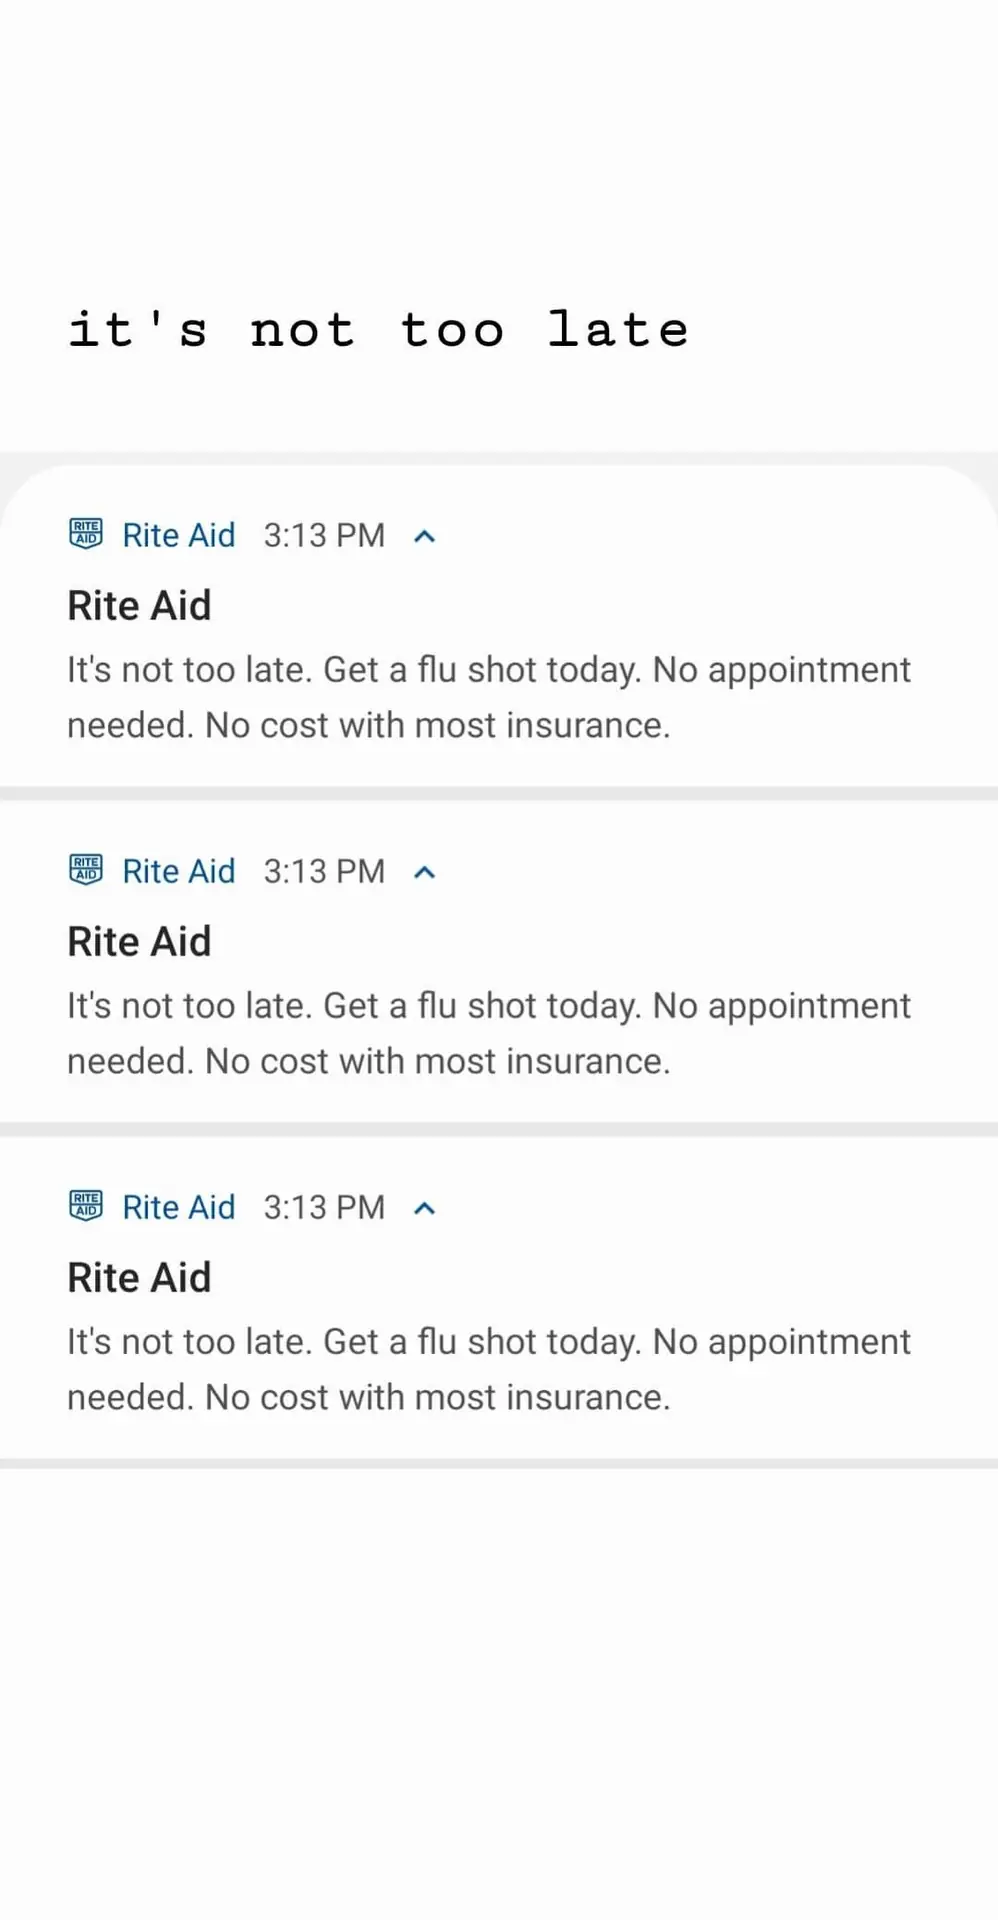 it's not too late
RITE AID Rite Aid 3:13 PM
Rite Aid
It's not too late. Get a flu shot today. No appointment
needed. No cost with most insurance.
RITE AID Rite Aid 3:13 PM
Rite Aid
It's not too late. Get a flu shot today. No appointment
needed. No cost with most insurance.
RITE AID Rite Aid 3:13 PM
Rite Aid
It's not too late. Get a flu shot today. No appointment
needed. No cost with most insurance.